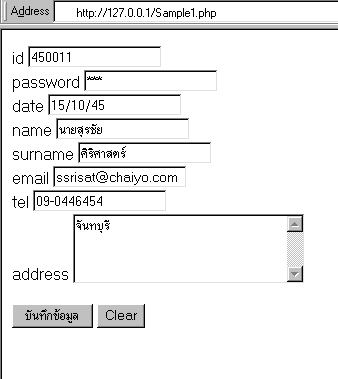 Address http://127.0.0.1/Sample1.php
id 450011
password ***
date 15/10/45
name นายสุรชัย
surname ศิริศาสตร์
email ssrisat@chaiyo.com
tel 09-0446454
จันทบุรี
address
บันทึกข้อมูล Clear